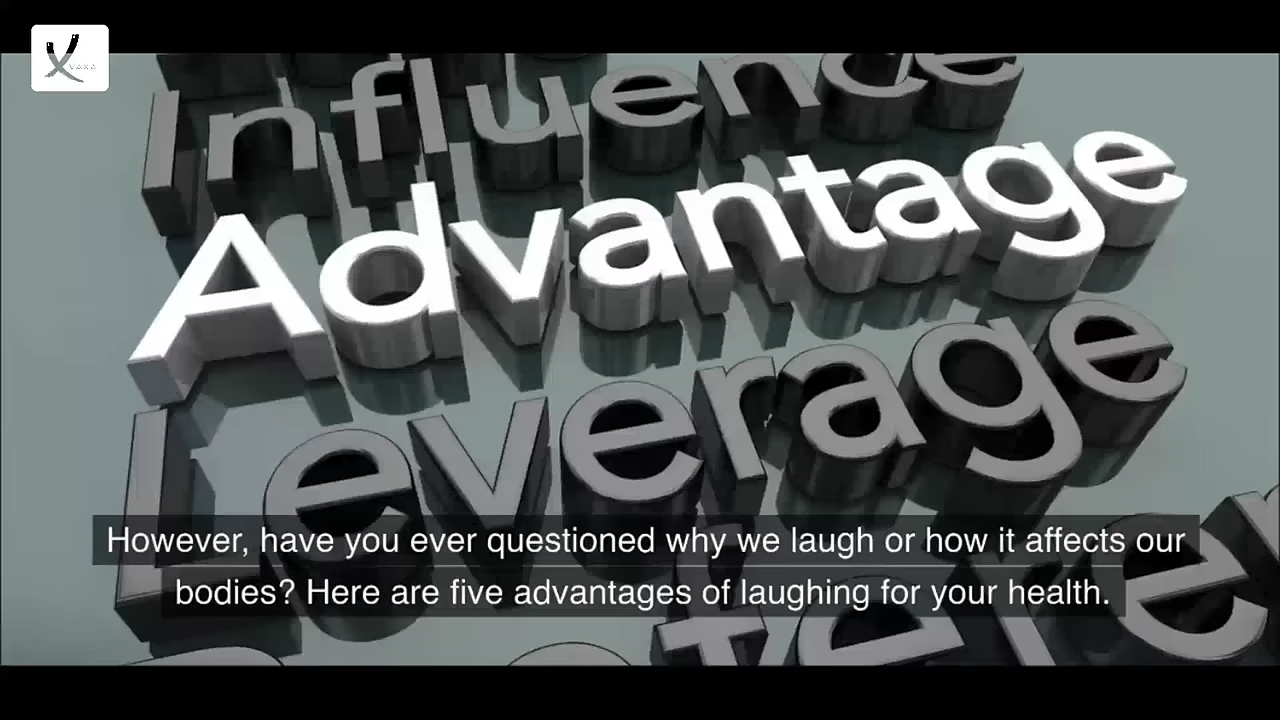 Influence
Advantage
Leverage
However, have you ever questioned why we laugh or how it affects our
bodies? Here are five advantages of laughing for your health.